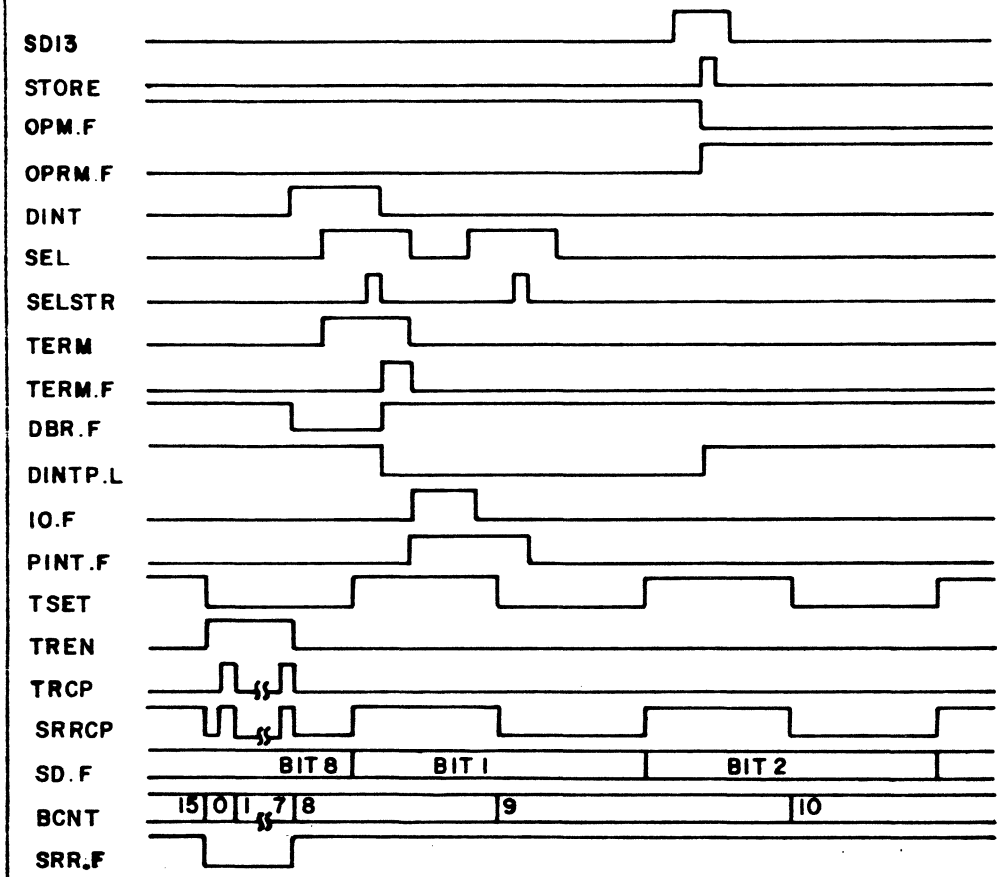 SDI3
STORE
OPM.F
OPRM.F
DINT
SEL
SELSTR
TERM
TERM.F
DBR.F
DINTP.L
IO.F
PINT.F
TSET
TREN
TRCP
SRRCP
SD.F BIT 8 BIT 1 BIT 2
BCNT 15 0 1 7 8 9 10
SRR.F